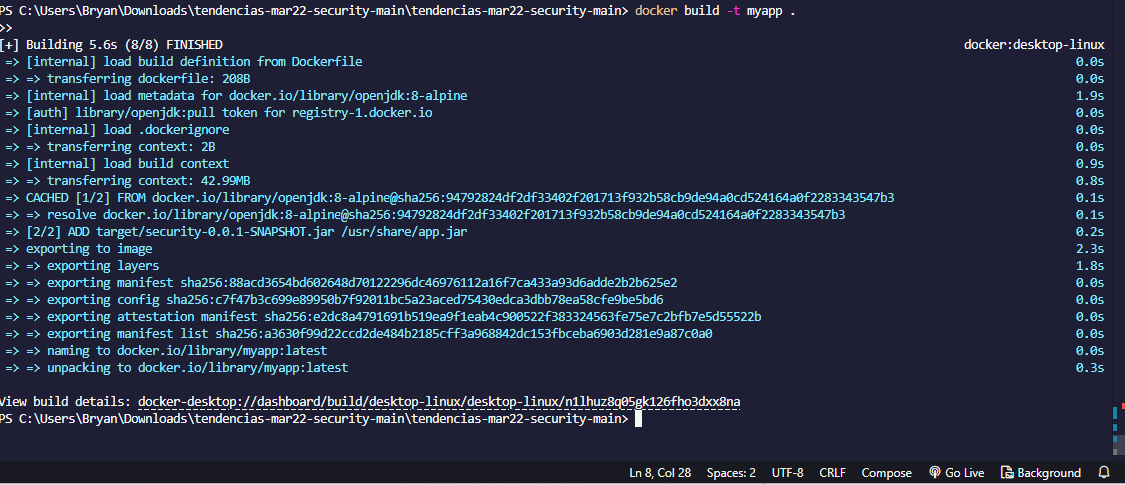 PS C:\Users\Bryan\Downloads\tendencias-mar22-security-main\tendencias-mar22-security-main> docker build -t myapp .
>>
[+] Building 5.6s (8/8) FINISHED docker:desktop-linux
=> [internal] load build definition from Dockerfile 0.0s
=> => transferring dockerfile: 208B 0.0s
=> [internal] load metadata for docker.io/library/openjdk:8-alpine 1.9s
=> [auth] library/openjdk:pull token for registry-1.docker.io 0.0s
=> [internal] load .dockerignore 0.0s
=> => transferring context: 2B 0.0s
=> [internal] load build context 0.9s
=> => transferring context: 42.99MB 0.8s
=> CACHED [1/2] FROM docker.io/library/openjdk:8-alpine@sha256:94792824df2df33402f201713f932b58cb9de94a0cd524164a0f2283343547b3 0.1s
=> => resolve docker.io/library/openjdk:8-alpine@sha256:94792824df2df33402f201713f932b58cb9de94a0cd524164a0f2283343547b3 0.1s
=> [2/2] ADD target/security-0.0.1-SNAPSHOT.jar /usr/share/app.jar 0.2s
=> exporting to image 2.3s
=> => exporting layers 1.8s
=> => exporting manifest sha256:88acd3654bd602648d70122296dc46976112a16f7ca433a93d6adde2b2b625e2 0.0s
=> => exporting config sha256:c7f47b3c699e89950b7f92011bc5a23aced75430edca3dbb78ea58cfe9be5bd6 0.0s
=> => exporting attestation manifest sha256:e2dc8a4791691b519ea9f1eab4c900522f383324563fe75e7c2bfb7e5d55522b 0.0s
=> => exporting manifest list sha256:a3630f99d22ccd2de484b2185cff3a968842dc153fbceba6903d281e9a87c0a0 0.0s
=> => naming to docker.io/library/myapp:latest 0.0s
=> => unpacking to docker.io/library/myapp:latest 0.3s
View build details: docker-desktop://dashboard/build/desktop-linux/desktop-linux/n1lhuz8q05gk126fho3dxx8na
PS C:\Users\Bryan\Downloads\tendencias-mar22-security-main\tendencias-mar22-security-main>
Ln 8, Col 28 Spaces: 2 UTF-8 CRLF Compose Go Live Background